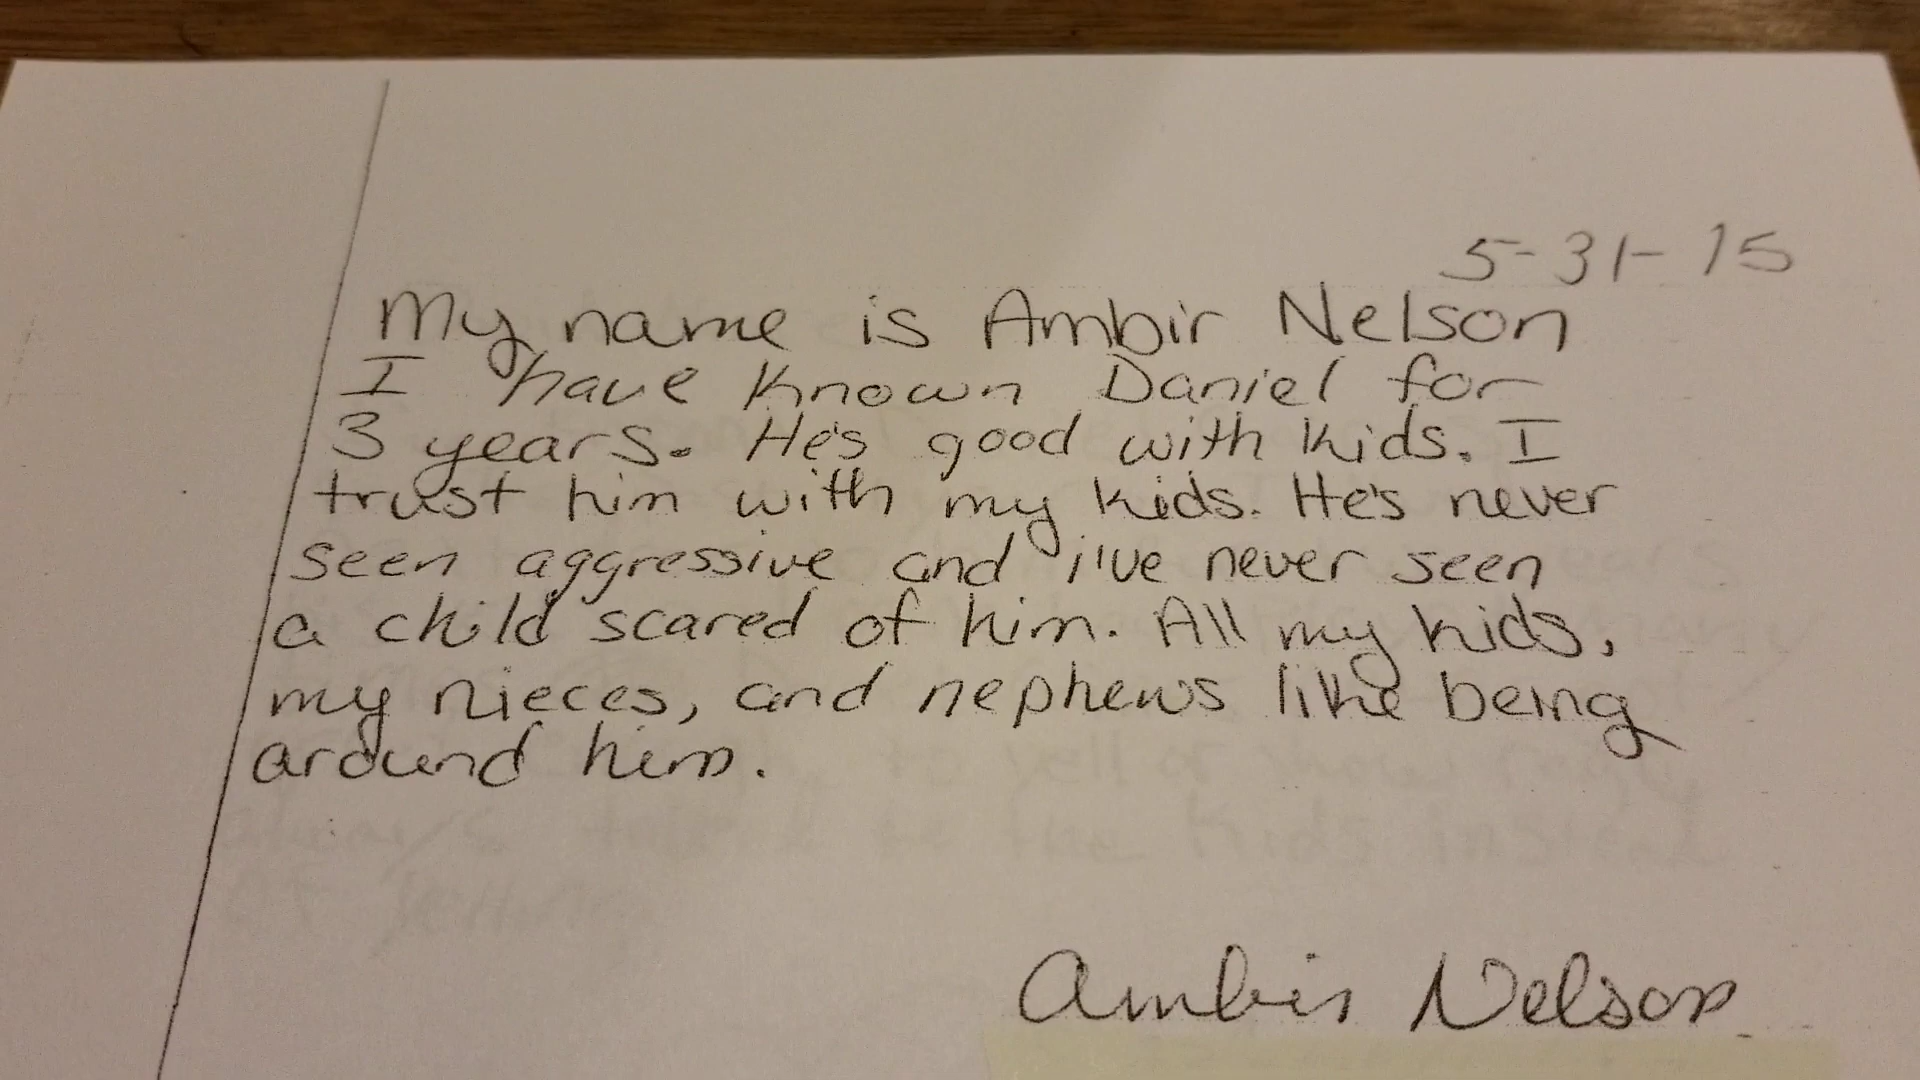 5-31-15
My name is Ambir Nelson
I have known Daniel for
3 years. He's good with kids. I
trust him with my kids. He's never
seen aggressive and i've never seen
a child scared of him. All my kids,
my nieces, and nephews like being
around him.
Ambir Nelson